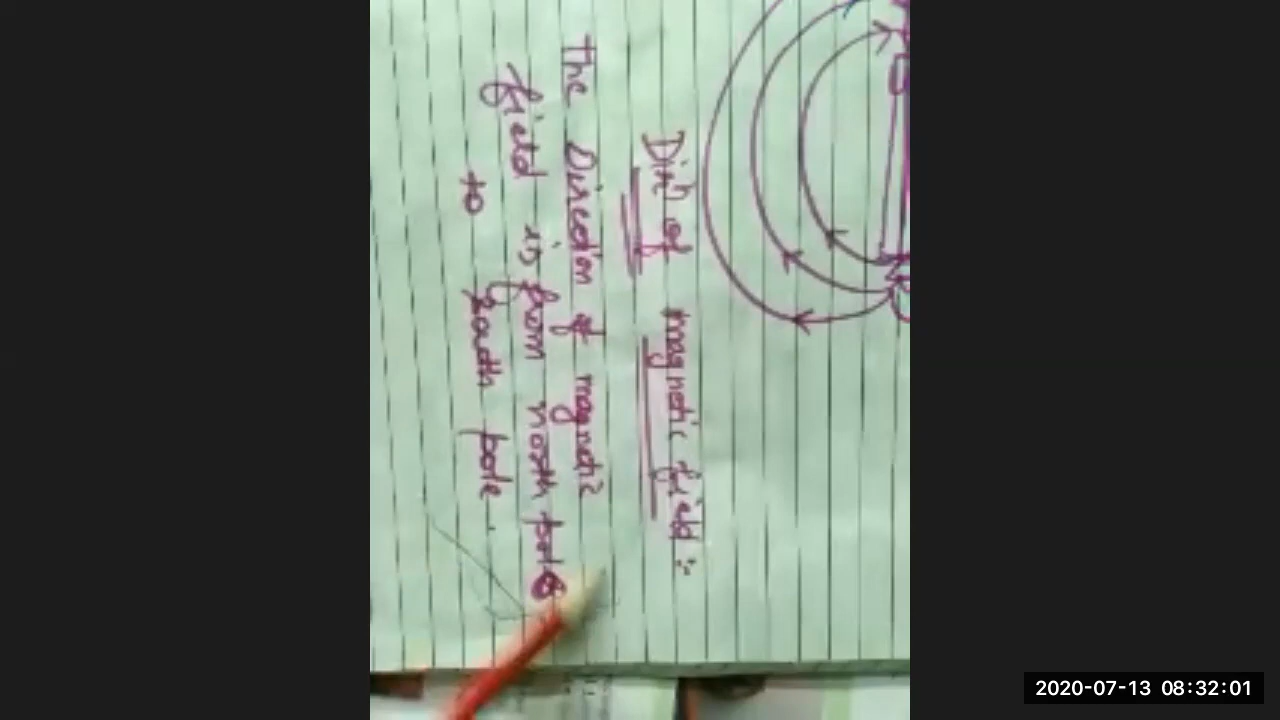 S
N
Dirⁿ of magnetic field :-
The Direction of magnetic
field is from north pole
to south pole.
2020-07-13 08:32:01